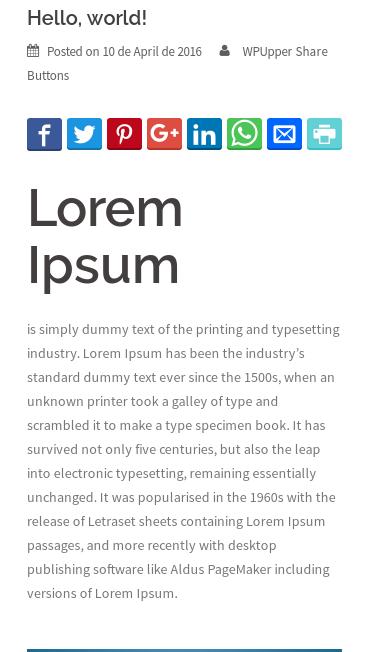 Hello, world!
Posted on 10 de April de 2016 WPUpper Share
Buttons
Lorem
Ipsum
is simply dummy text of the printing and typesetting
industry. Lorem Ipsum has been the industry’s
standard dummy text ever since the 1500s, when an
unknown printer took a galley of type and
scrambled it to make a type specimen book. It has
survived not only five centuries, but also the leap
into electronic typesetting, remaining essentially
unchanged. It was popularised in the 1960s with the
release of Letraset sheets containing Lorem Ipsum
passages, and more recently with desktop
publishing software like Aldus PageMaker including
versions of Lorem Ipsum.